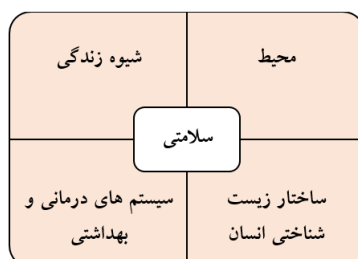 محیط
شیوه زندگی
سلامتی
ساختار زیست
شناختی انسان
سیستم های درمانی و
بهداشتی